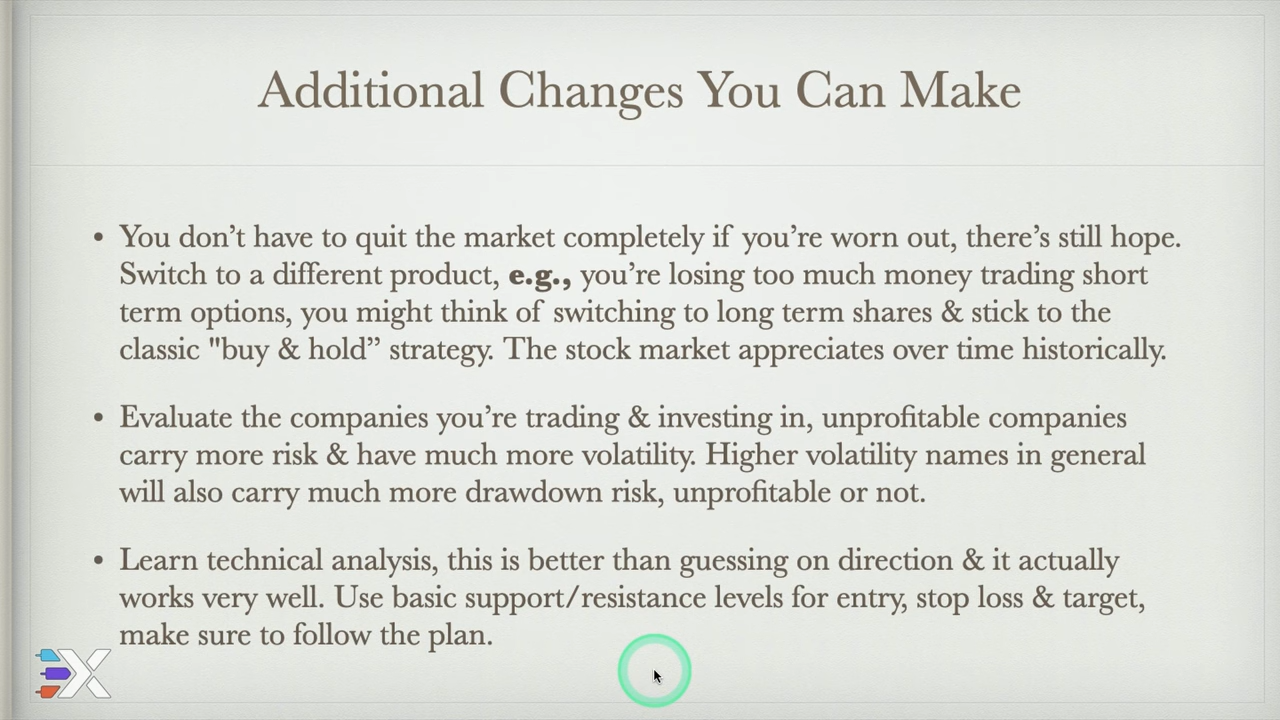 Additional Changes You Can Make
• You don’t have to quit the market completely if you’re worn out, there’s still hope.
Switch to a different product, e.g., you’re losing too much money trading short
term options, you might think of switching to long term shares & stick to the
classic "buy & hold” strategy. The stock market appreciates over time historically.
• Evaluate the companies you’re trading & investing in, unprofitable companies
carry more risk & have much more volatility. Higher volatility names in general
will also carry much more drawdown risk, unprofitable or not.
• Learn technical analysis, this is better than guessing on direction & it actually
works very well. Use basic support/resistance levels for entry, stop loss & target,
make sure to follow the plan.
EX